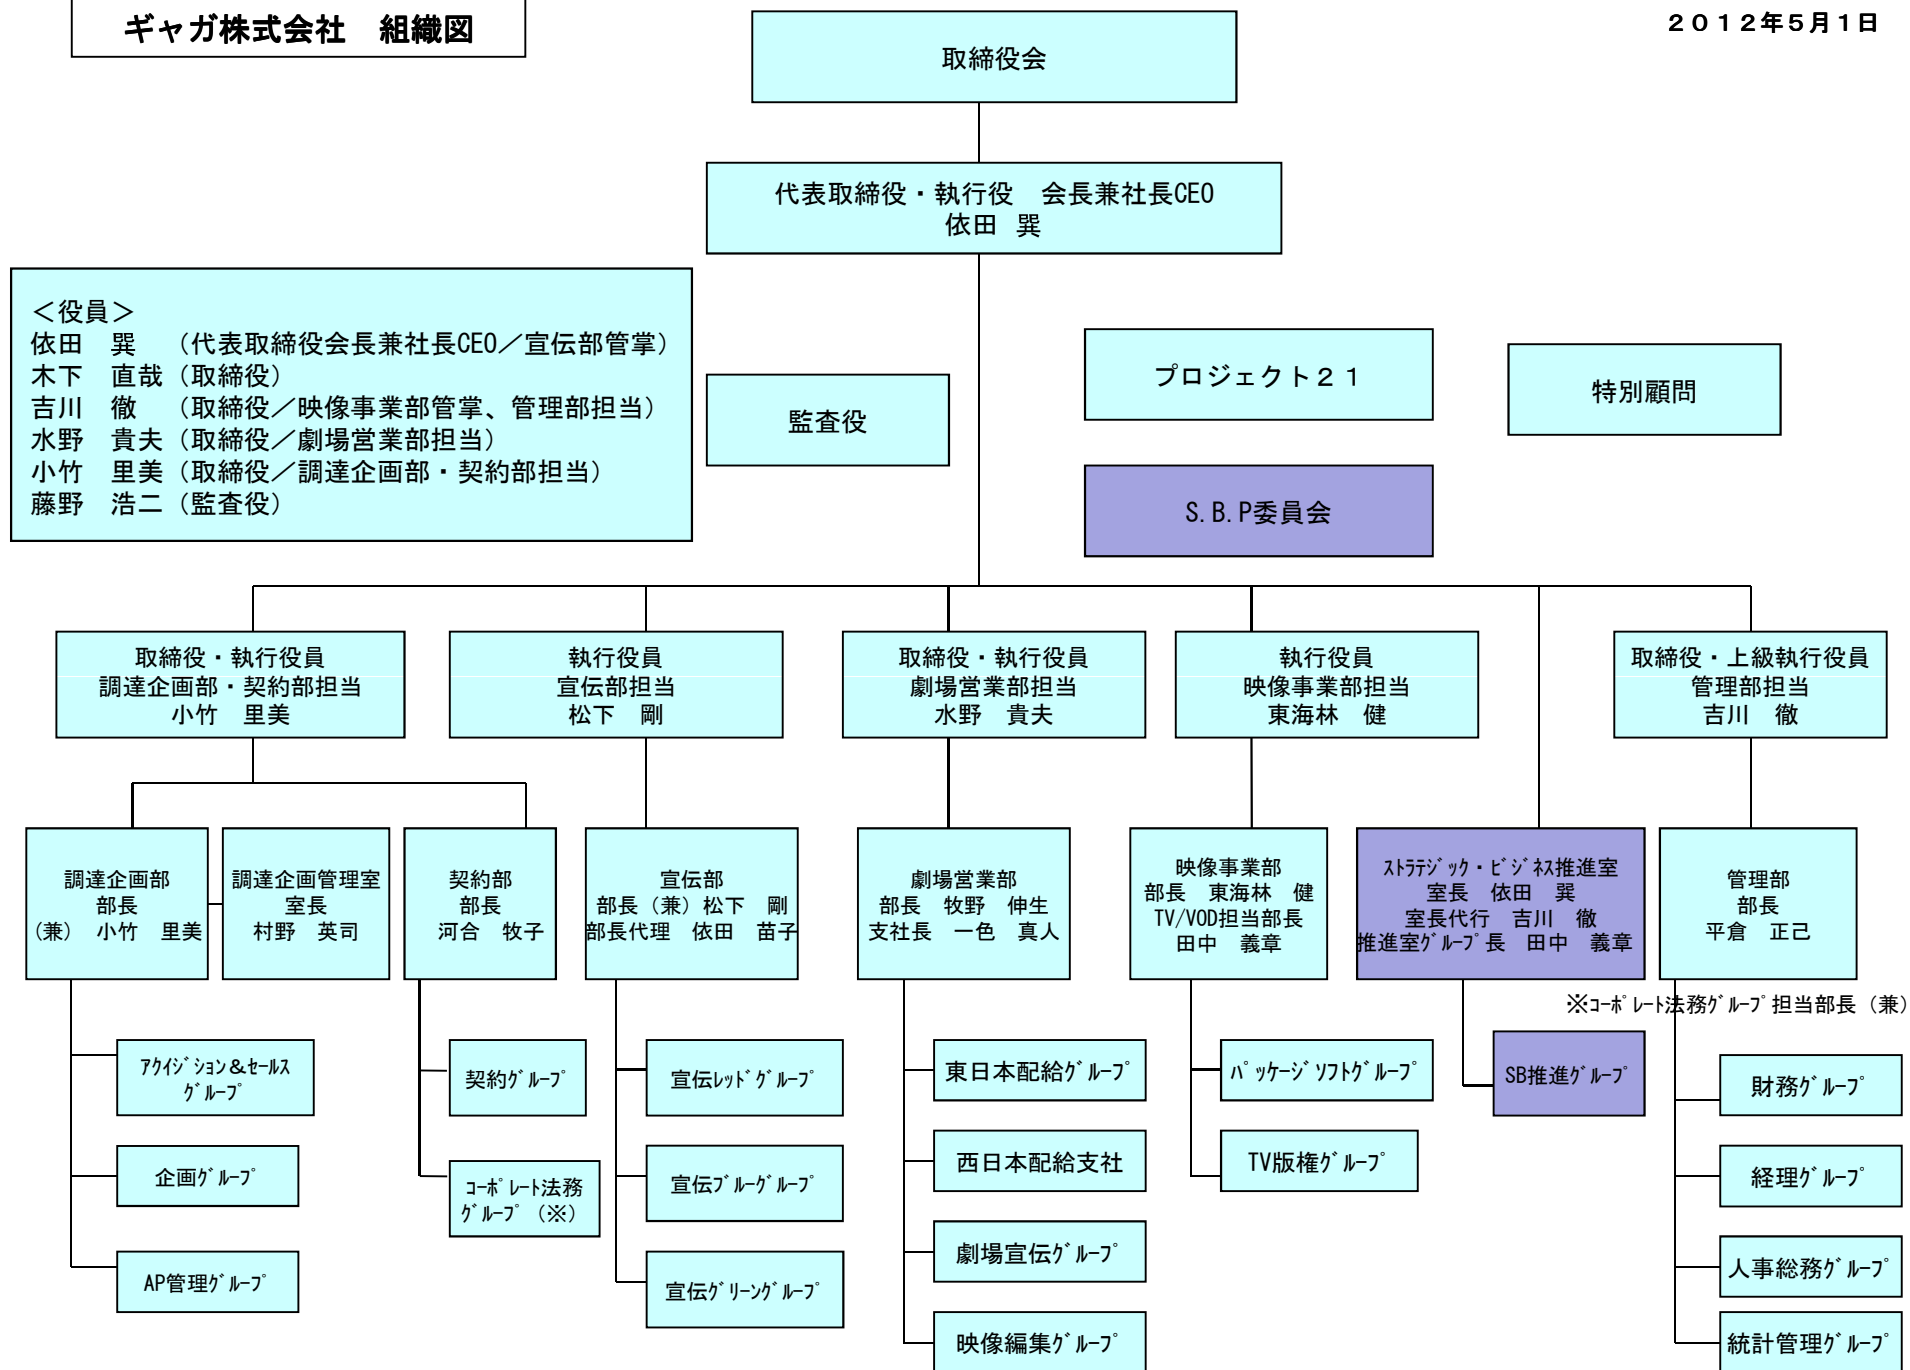 ギャガ株式会社　組織図
２０１２年５月１日
取締役会
代表取締役・執行役　会長兼社長CEO
依田　巽
＜役員＞
依田　巽　（代表取締役会長兼社長CEO／宣伝部管掌）
木下　直哉（取締役）
吉川　徹　（取締役／映像事業部管掌、管理部担当）
水野　貴夫（取締役／劇場営業部担当）
小竹　里美（取締役／調達企画部・契約部担当）
藤野　浩二（監査役）
監査役
プロジェクト２１
特別顧問
S.B.P委員会
取締役・執行役員
調達企画部・契約部担当
小竹　里美
執行役員
宣伝部担当
松下　剛
取締役・執行役員
劇場営業部担当
水野　貴夫
執行役員
映像事業部担当
東海林　健
取締役・上級執行役員
管理部担当
吉川　徹
調達企画部
部長
（兼）　小竹　里美
調達企画管理室
室長
村野　英司
契約部
部長
河合　牧子
宣伝部
部長（兼）松下　剛
部長代理　依田　苗子
劇場営業部
部長　牧野　伸生
支社長　一色　真人
映像事業部
部長　東海林　健
TV/VOD担当部長
田中　義章
ｽﾄﾗﾃｼﾞｯｸ・ﾋﾞｼﾞﾈｽ推進室
室長　依田　巽
室長代行　吉川　徹
推進室ｸﾞﾙｰﾌﾟ長　田中　義章
管理部
部長
平倉　正己
※ｺｰﾎﾟﾚｰﾄ法務ｸﾞﾙｰﾌﾟ担当部長（兼）
ｱｸｲｼﾞｼｮﾝ&ｾｰﾙｽ
ｸﾞﾙｰﾌﾟ
企画ｸﾞﾙｰﾌﾟ
AP管理ｸﾞﾙｰﾌﾟ
契約ｸﾞﾙｰﾌﾟ
ｺｰﾎﾟﾚｰﾄ法務
ｸﾞﾙｰﾌﾟ（※）
宣伝ﾚｯﾄﾞｸﾞﾙｰﾌﾟ
宣伝ﾌﾞﾙｰｸﾞﾙｰﾌﾟ
宣伝ｸﾞﾘｰﾝｸﾞﾙｰﾌﾟ
東日本配給ｸﾞﾙｰﾌﾟ
西日本配給支社
劇場宣伝ｸﾞﾙｰﾌﾟ
映像編集ｸﾞﾙｰﾌﾟ
ﾊﾟｯｹｰｼﾞｿﾌﾄｸﾞﾙｰﾌﾟ
TV版権ｸﾞﾙｰﾌﾟ
SB推進ｸﾞﾙｰﾌﾟ
財務ｸﾞﾙｰﾌﾟ
経理ｸﾞﾙｰﾌﾟ
人事総務ｸﾞﾙｰﾌﾟ
統計管理ｸﾞﾙｰﾌﾟ